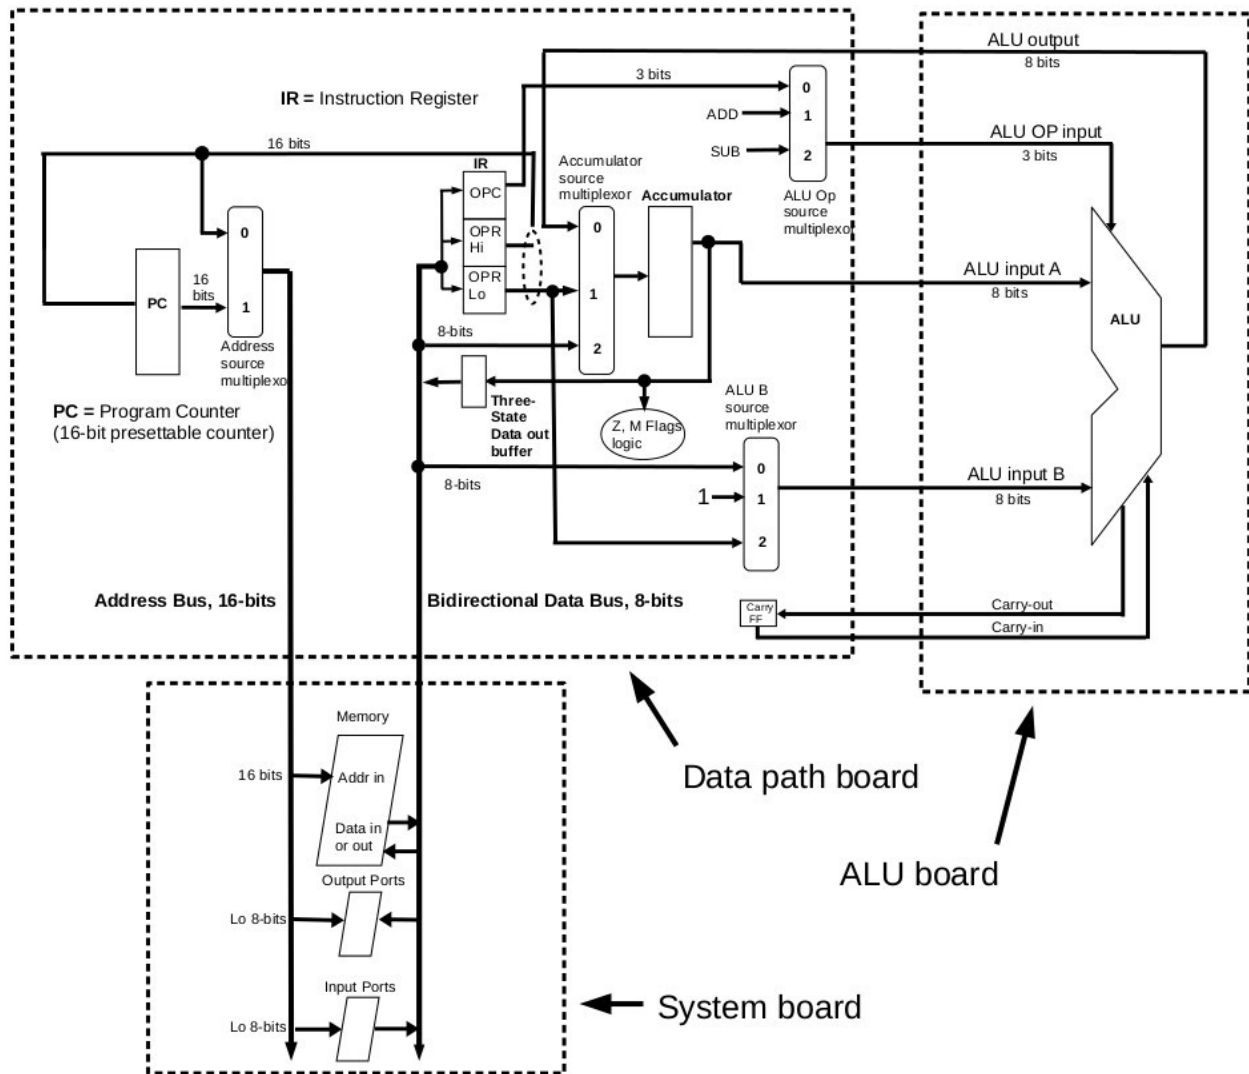 ALU output
8 bits
3 bits
0
IR = Instruction Register
ADD
1
ALU OP input
3 bits
16 bits
SUB
2
IR
Accumulator
source
multiplexor
OPC
Accumulator
ALU Op
source
multiplexo
0
OPR
Hi
0
ALU input A
8 bits
OPR
Lo
16
bits
PC
1
1
ALU
8-bits
2
Address
source
multiplexo
PC = Program Counter
(16-bit presettable counter)
Three-
State
Data out
buffer
Z, M Flags
logic
ALU B
source
multiplexor
0
8-bits
1
1
ALU input B
8 bits
2
Address Bus, 16-bits
Bidirectional Data Bus, 8-bits
Carry
FF
Carry-out
Carry-in
Memory
16 bits
Addr in
Data path board
Data in
or out
ALU board
Output Ports
Lo 8-bits
Input Ports
System board
Lo 8-bits